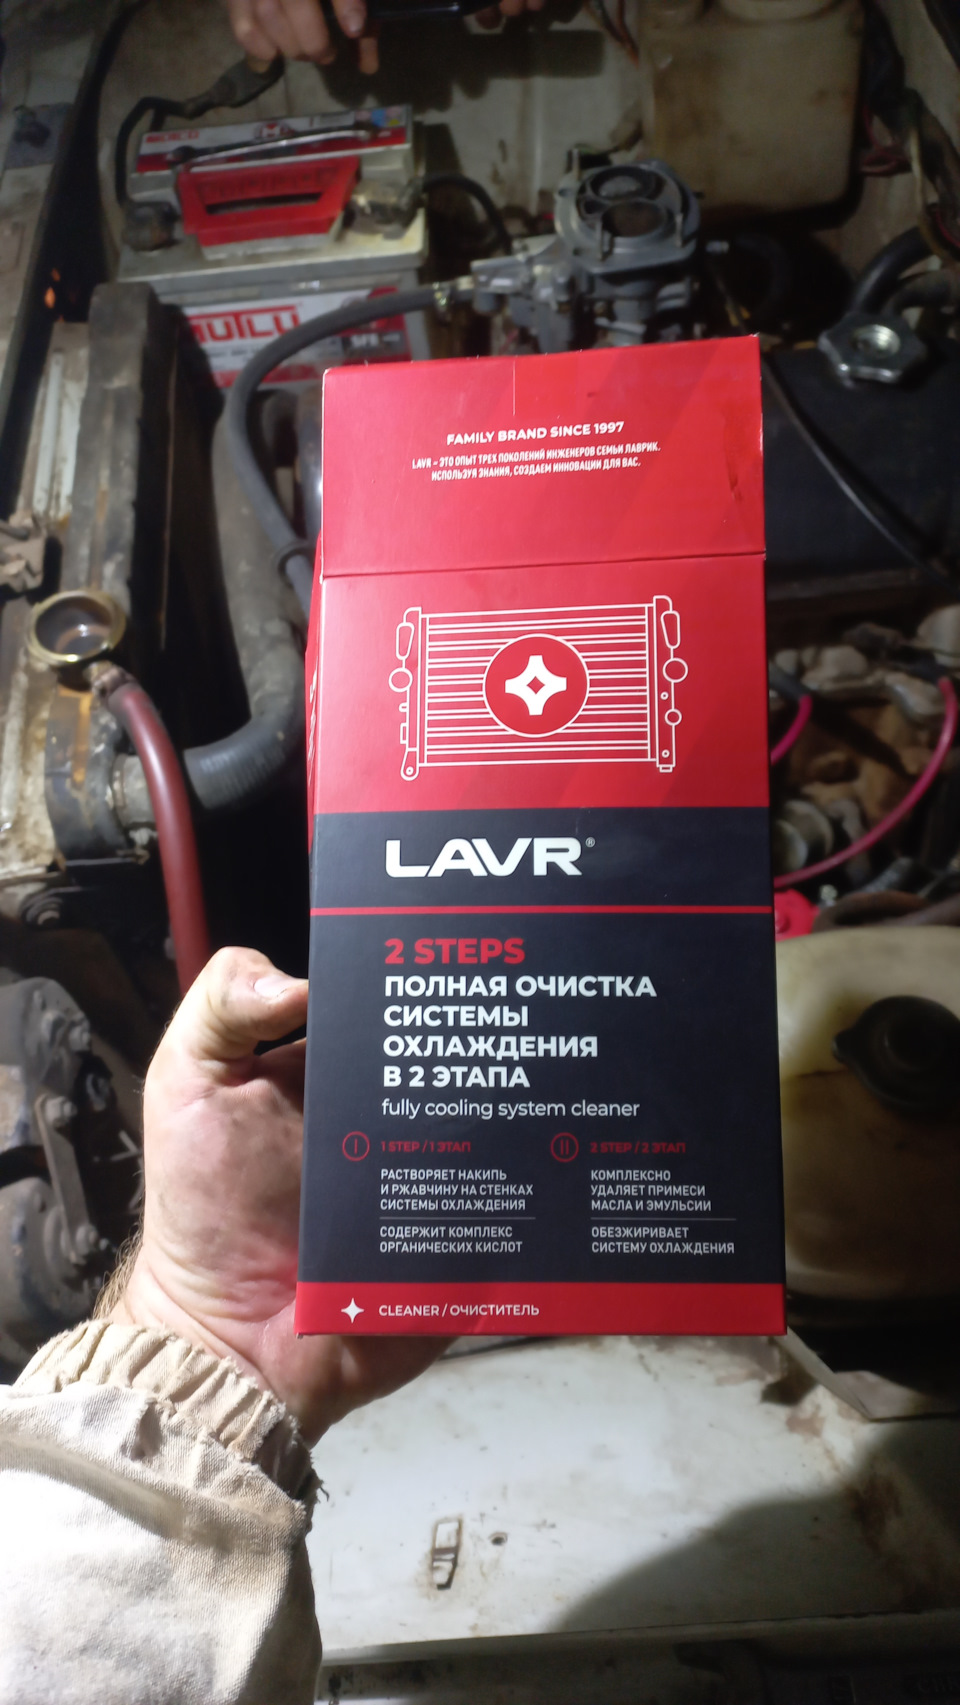 MUTLU
FAMILY BRAND SINCE 1997
LAVR – ЭТО ОПЫТ ТРЕХ ПОКОЛЕНИЙ ИНЖЕНЕРОВ СЕМЬИ ЛАВРИК.
ИСПОЛЬЗУЯ ЗНАНИЯ, СОЗДАЕМ ИННОВАЦИИ ДЛЯ ВАС.
LAVR®
2 STEPS
ПОЛНАЯ ОЧИСТКА
СИСТЕМЫ
ОХЛАЖДЕНИЯ
В 2 ЭТАПА
fully cooling system cleaner
I 1 STEP / 1 ЭТАП
РАСТВОРЯЕТ НАКИПЬ
И РЖАВЧИНУ НА СТЕНКАХ
СИСТЕМЫ ОХЛАЖДЕНИЯ
СОДЕРЖИТ КОМПЛЕКС
ОРГАНИЧЕСКИХ КИСЛОТ
II 2 STEP / 2 ЭТАП
КОМПЛЕКСНО
УДАЛЯЕТ ПРИМЕСИ
МАСЛА И ЭМУЛЬСИИ
ОБЕЗЖИРИВАЕТ
СИСТЕМУ ОХЛАЖДЕНИЯ
CLEANER / ОЧИСТИТЕЛЬ